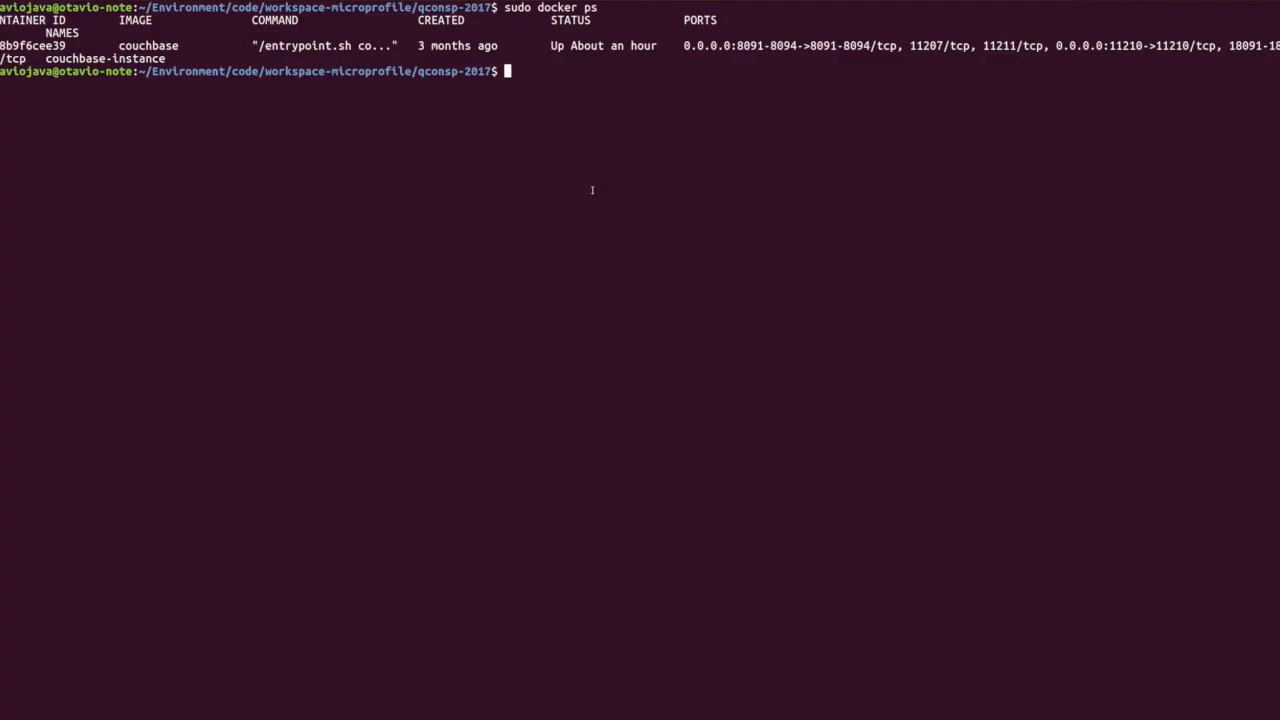 aviojava@otavio-note:~/Environment/code/workspace-microprofile/qconsp-2017$ sudo docker ps
NTAINER ID IMAGE COMMAND CREATED STATUS PORTS
NAMES
8b9f6cee39 couchbase "/entrypoint.sh co..." 3 months ago Up About an hour 0.0.0.0:8091-8094->8091-8094/tcp, 11207/tcp, 11211/tcp, 0.0.0.0:11210->11210/tcp, 18091-18
/tcp couchbase-instance
aviojava@otavio-note:~/Environment/code/workspace-microprofile/qconsp-2017$